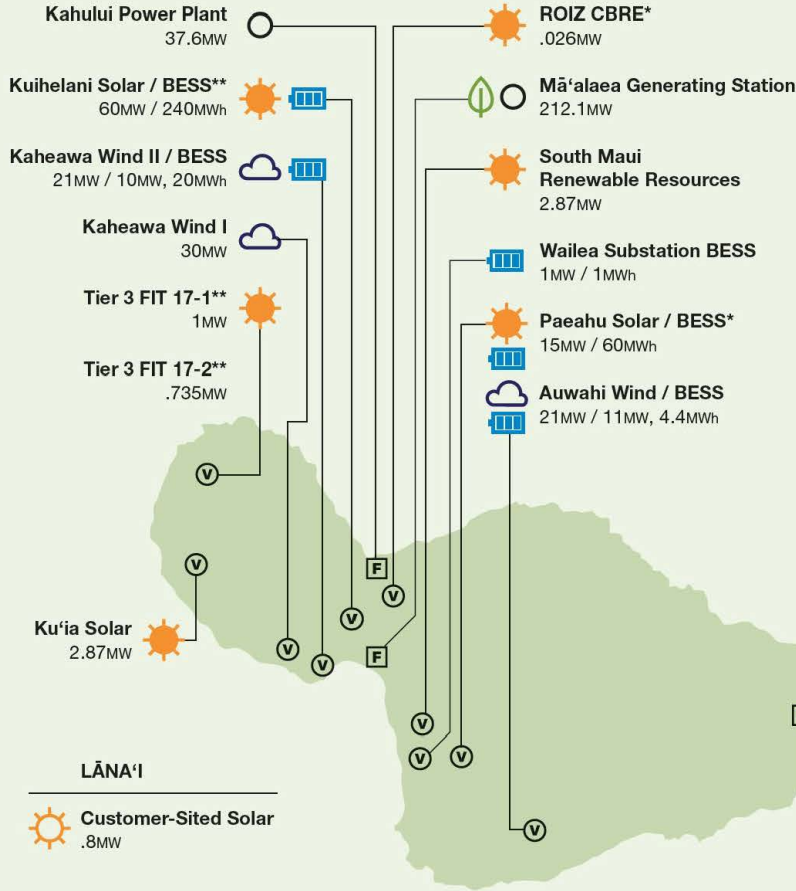 Kahului Power Plant
37.6MW
Kuihelani Solar / BESS**
60MW / 240MWh
Kaheawa Wind II / BESS
21MW / 10MW, 20MWh
Kaheawa Wind I
30MW
Tier 3 FIT 17-1**
1MW
Tier 3 FIT 17-2**
.735MW
ROIZ CBRE*
.026MW
Mā‘alaea Generating Station
212.1MW
South Maui
Renewable Resources
2.87MW
Wailea Substation BESS
1MW / 1MWh
Paeahu Solar / BESS*
15MW / 60MWh
Auwahi Wind / BESS
21MW / 11MW, 4.4MWh
V
V
F
V
V
V
V
F
Ku‘ia Solar
2.87MW
V
V
V
V
LĀNA‘I
Customer-Sited Solar
.8MW